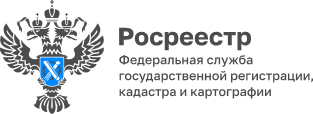 Росреестр
Федеральная служба
государственной регистрации,
кадастра и картографии